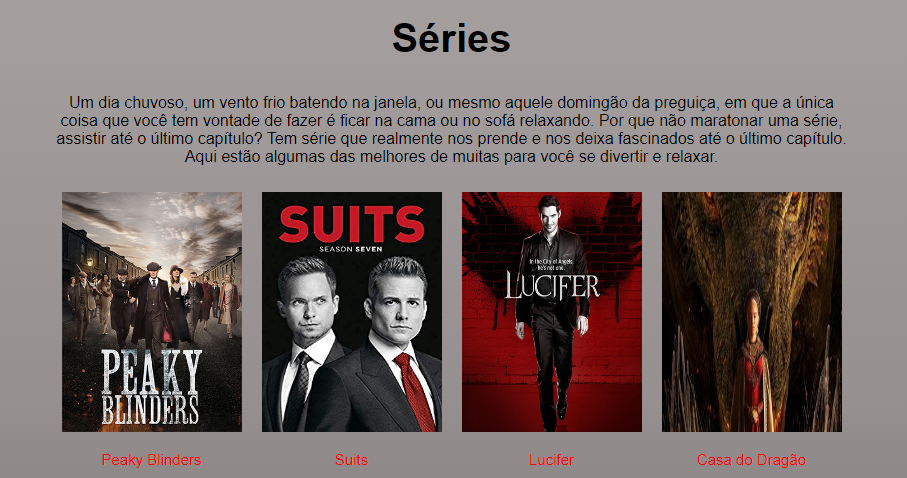 Séries
Um dia chuvoso, um vento frio batendo na janela, ou mesmo aquele domingão da preguiça, em que a única
coisa que você tem vontade de fazer é ficar na cama ou no sofá relaxando. Por que não maratonar uma série,
assistir até o último capítulo? Tem série que realmente nos prende e nos deixa fascinados até o último capítulo.
Aqui estão algumas das melhores de muitas para você se divertir e relaxar.
PEAKY
BLINDERS
SUITS
SEASON SEVEN
In the City of Angels
he's not one.
LUCIFER
Peaky Blinders
Suits
Lucifer
Casa do Dragão